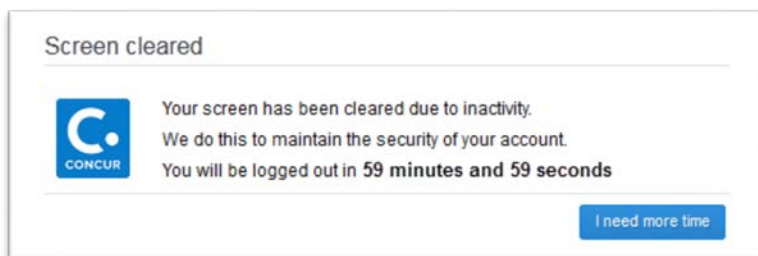 Screen cleared
C.
CONCUR
Your screen has been cleared due to inactivity.
We do this to maintain the security of your account.
You will be logged out in 59 minutes and 59 seconds
I need more time